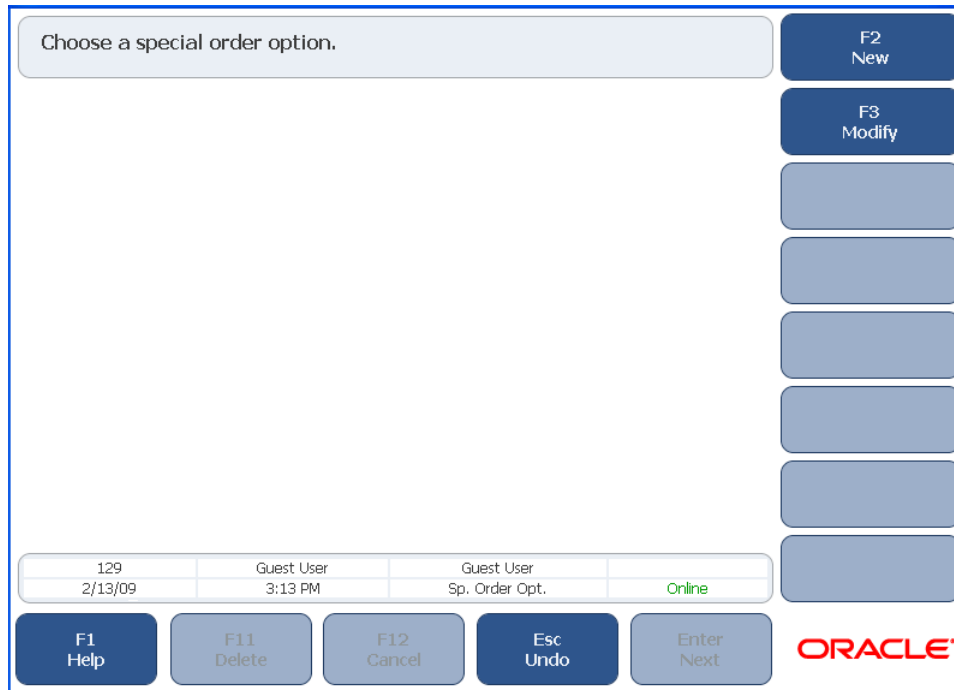 Choose a special order option.
F2
New
F3
Modify
129 Guest User Guest User
2/13/09 3:13 PM Sp. Order Opt. Online
F1
Help
F11
Delete
F12
Cancel
Esc
Undo
Enter
Next
ORACLE